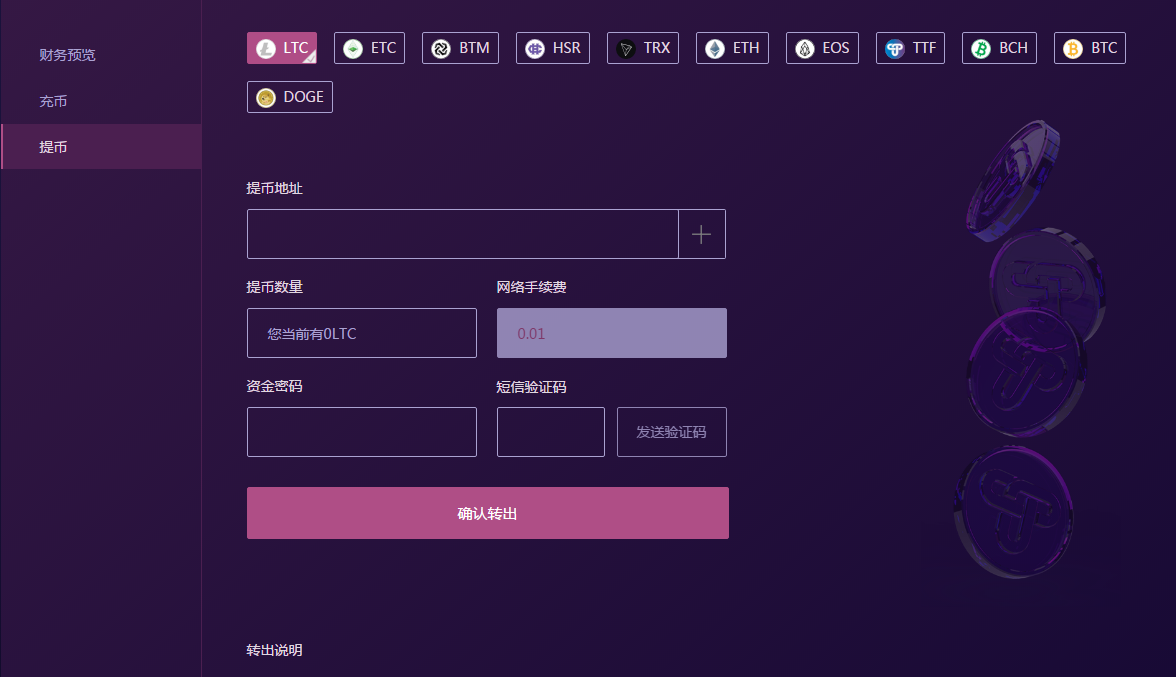 财务预览
充币
提币
LTC ETC BTM HSR TRX ETH EOS TTF BCH BTC
DOGE
提币地址
提币数量 网络手续费
您当前有0LTC 0.01
资金密码 短信验证码
发送验证码
确认转出
转出说明